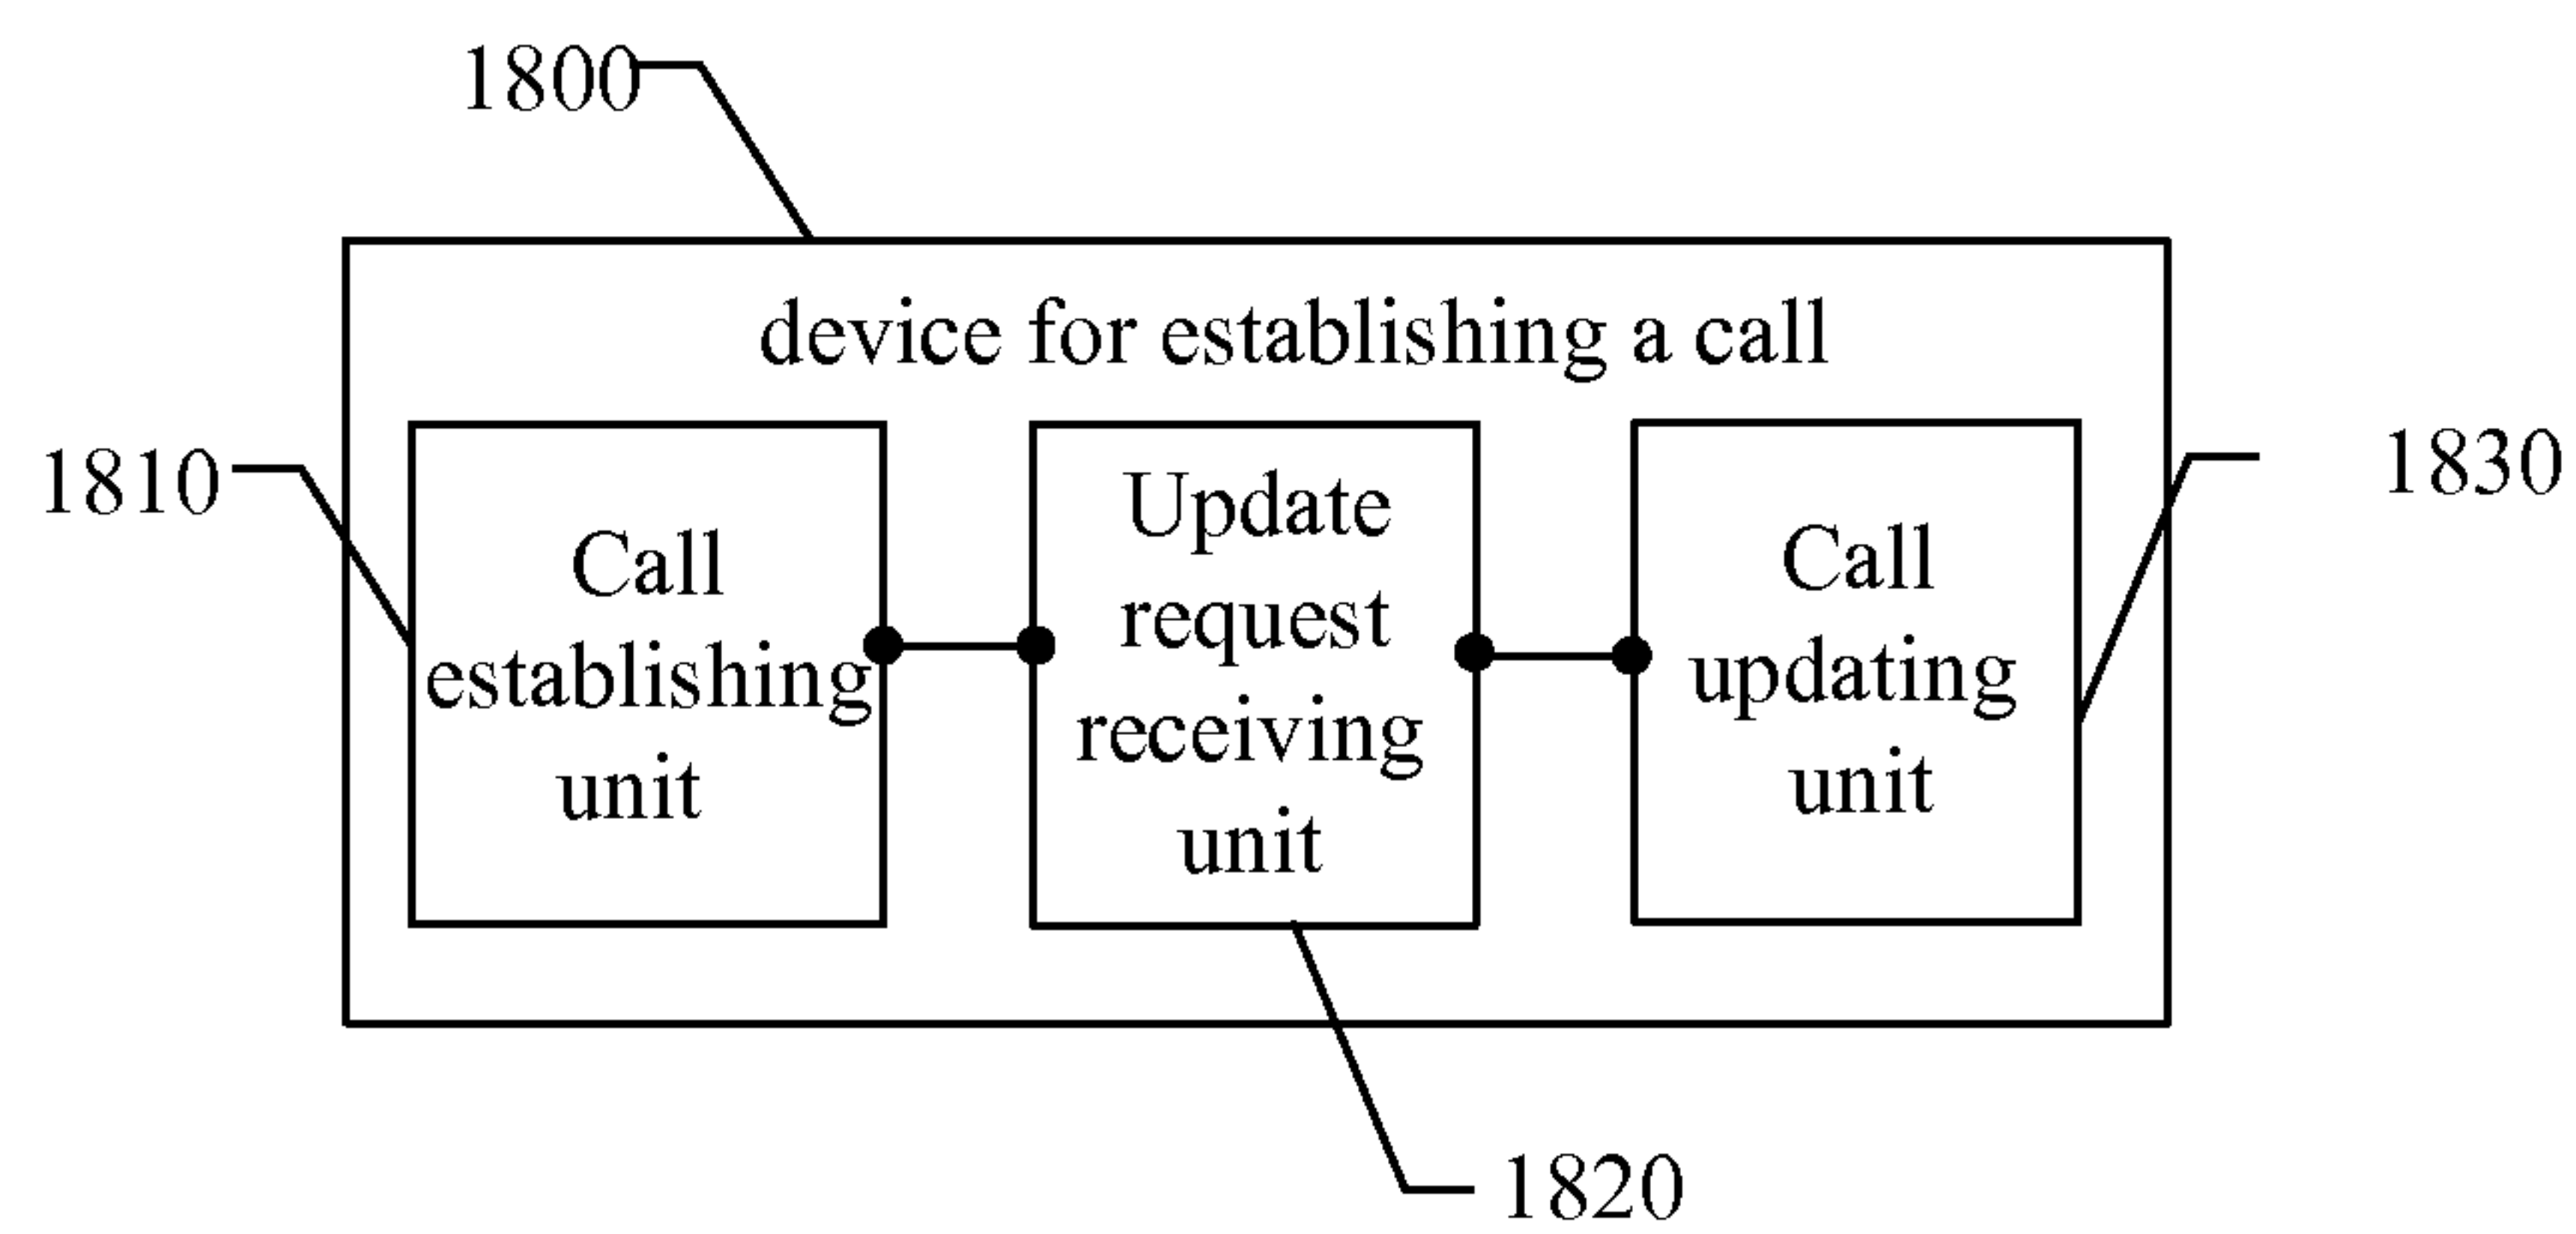 1800
device for establishing a call
1810
Call
establishing
unit
Update
request
receiving
unit
Call
updating
unit
1830
1820